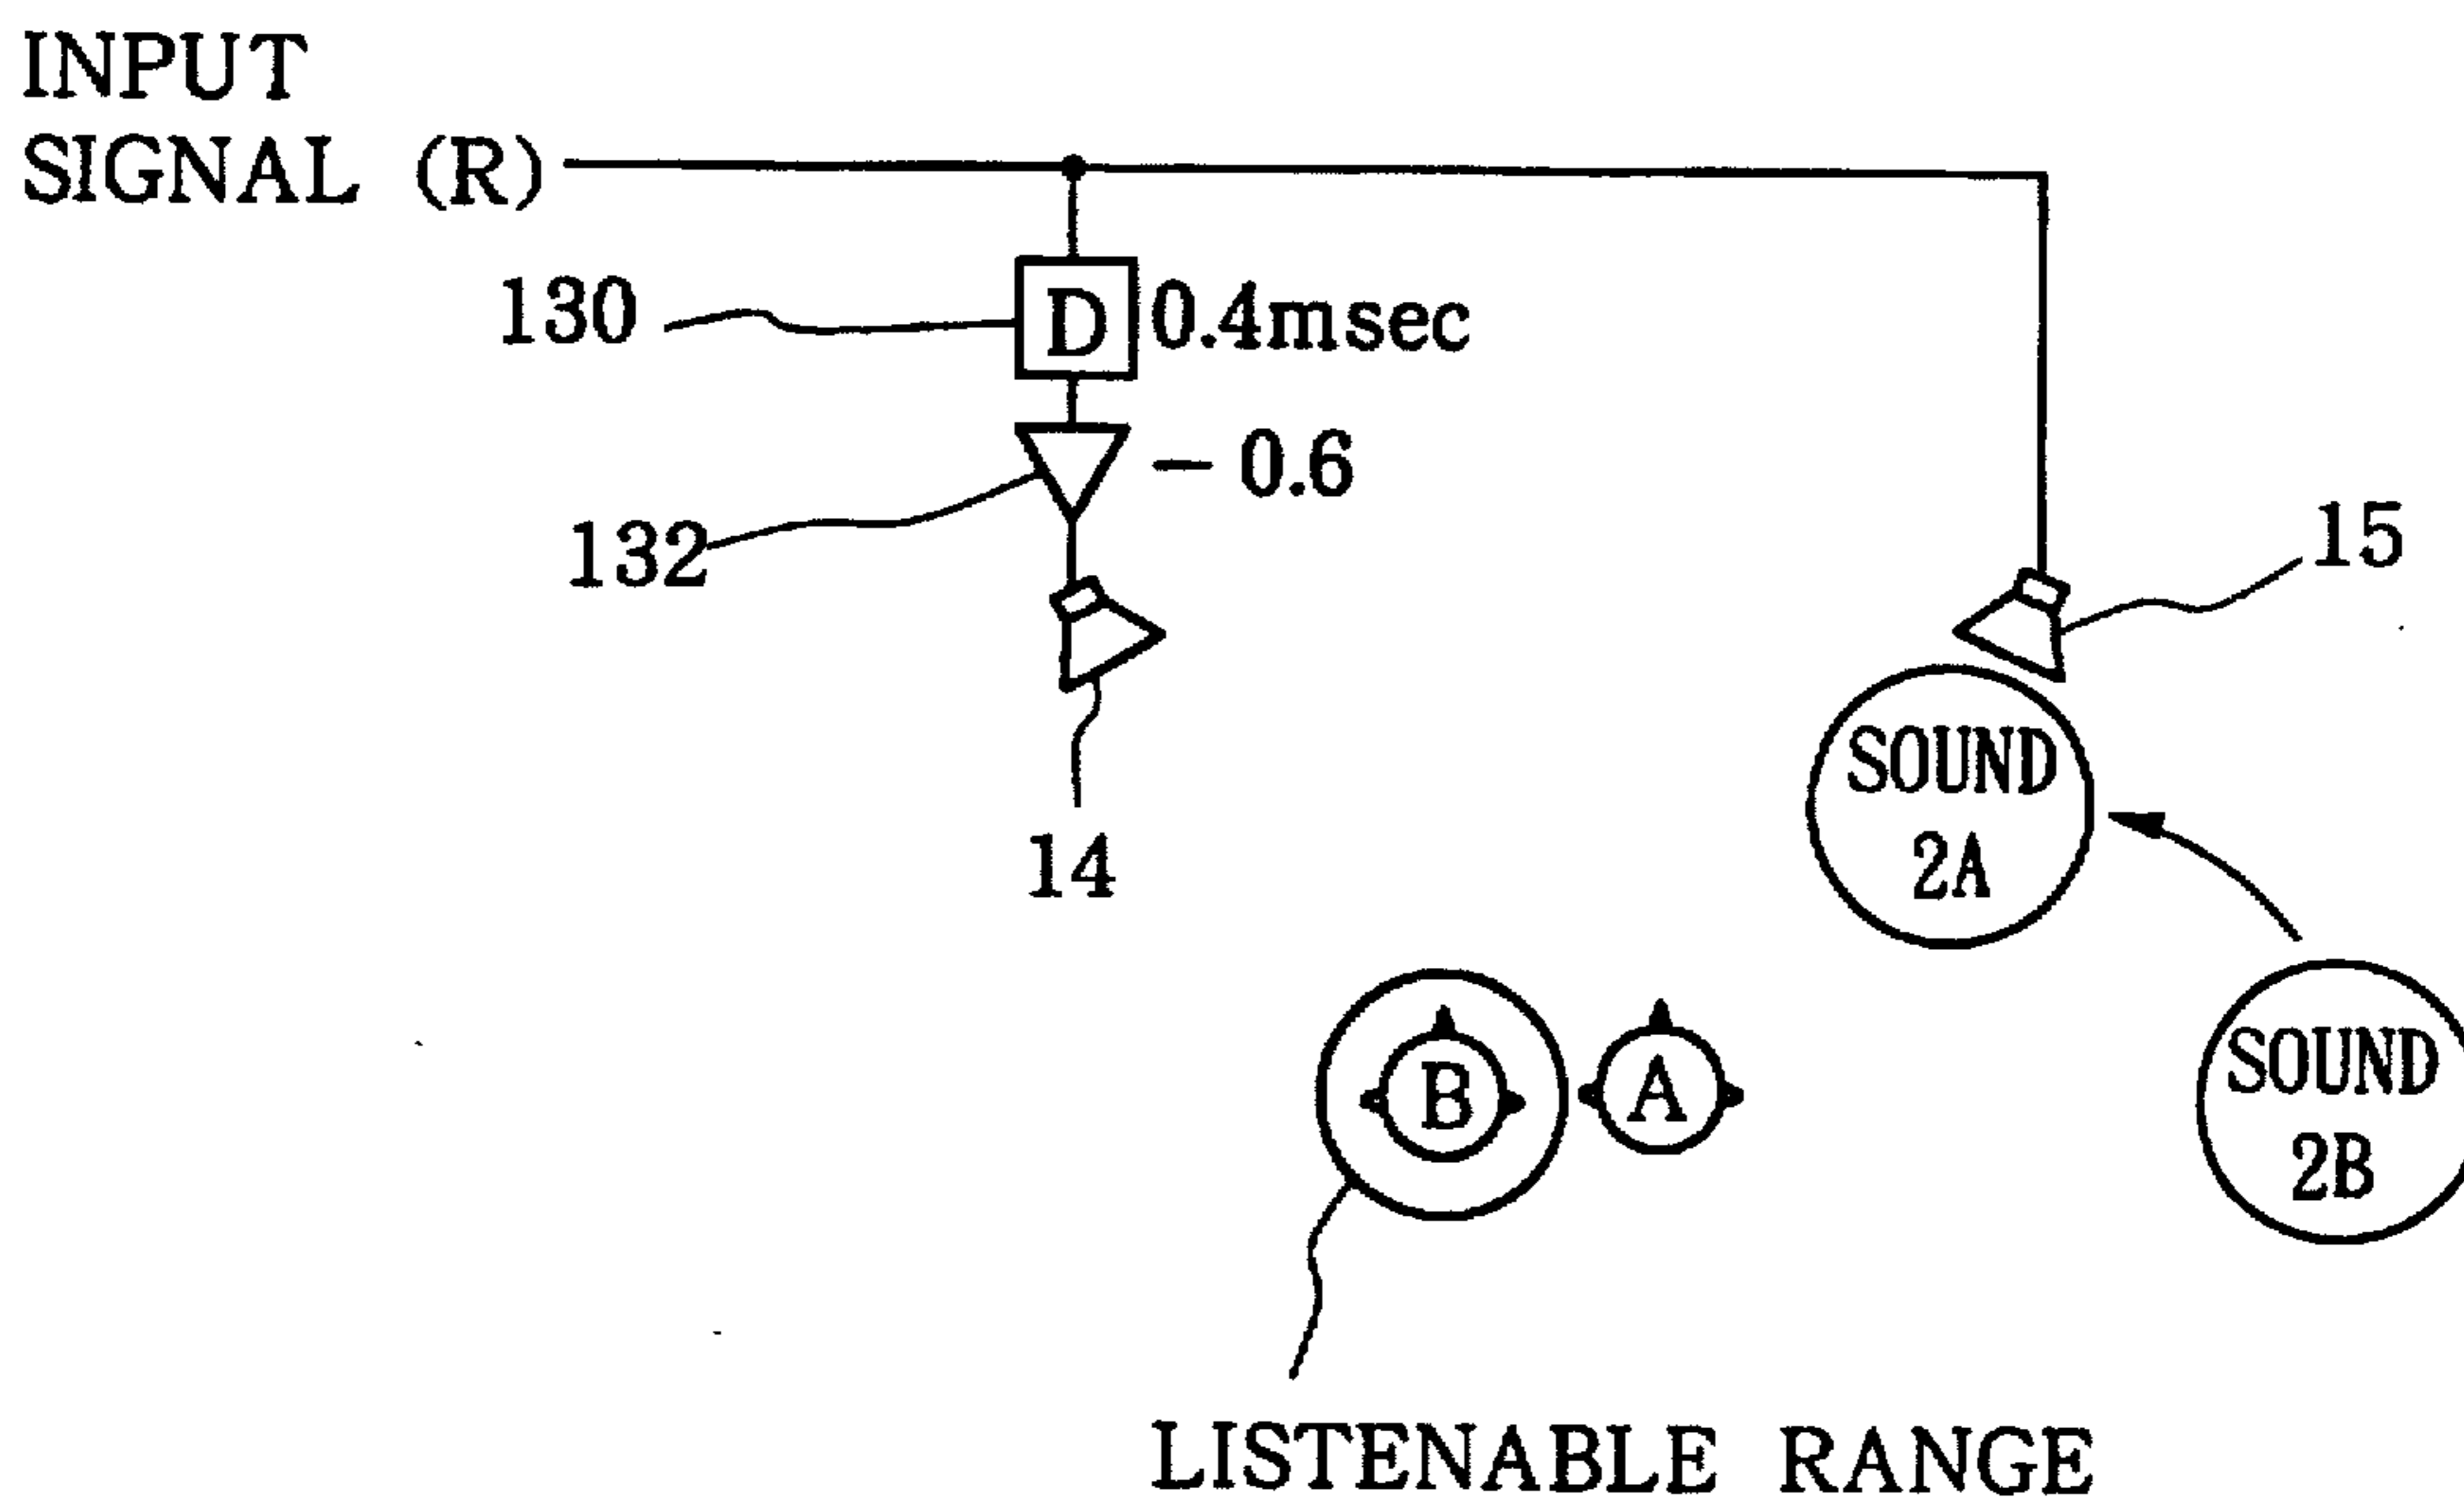 INPUT
SIGNAL (R)
130
D
0.4msec
- 0.6
132
15
14
SOUND
2A
B
A
SOUND
2B
LISTENABLE RANGE